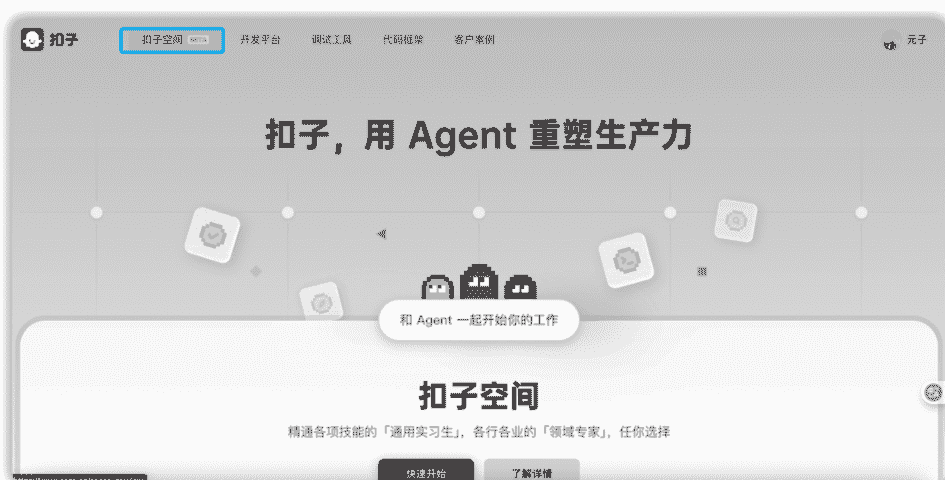 扣子
扣子空间
开发平台
调试工具
代码框架
客户案例
元子
扣子，用 Agent 重塑生产力
和 Agent 一起开始你的工作
扣子空间
精通各项技能的「通用实习生」，各行各业的「领域专家」，任你选择
快速开始
了解详情